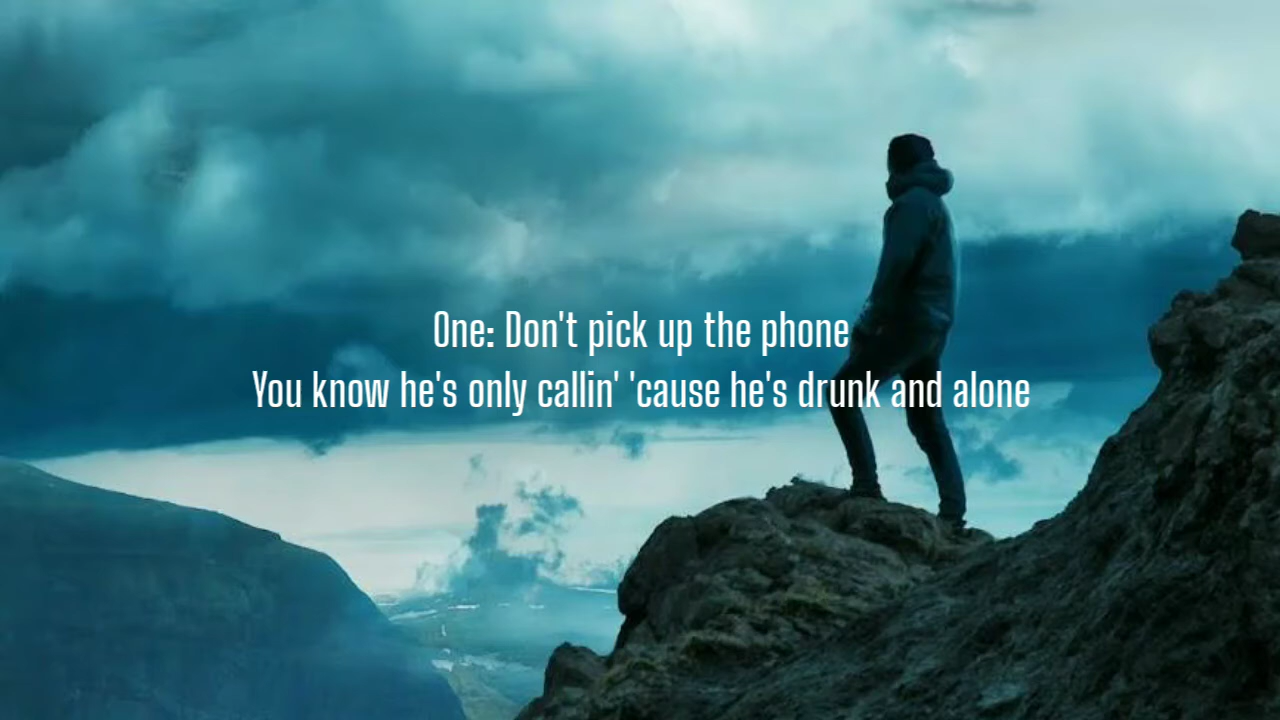 One: Don't pick up the phone
You know he's only callin' 'cause he's drunk and alone